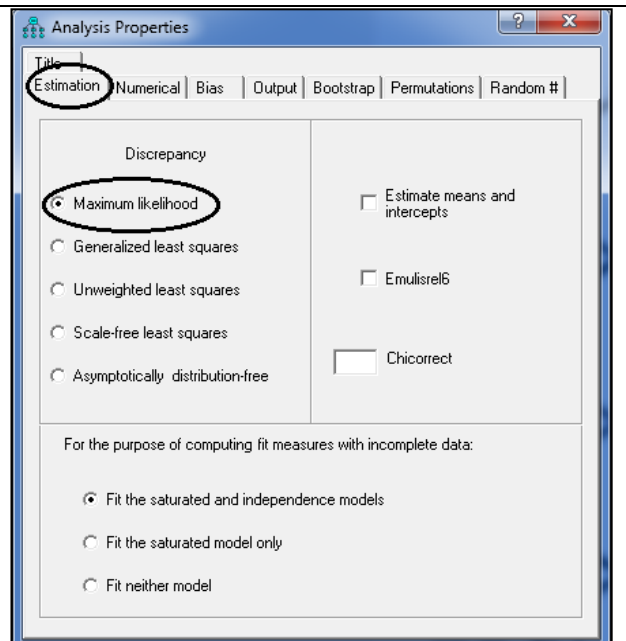 Analysis Properties
Title
Estimation Numerical Bias Output Bootstrap Permutations Random #
Discrepancy
Maximum likelihood
Generalized least squares
Unweighted least squares
Scale-free least squares
Asymptotically distribution-free
Estimate means and
intercepts
Emulisrel6
Chicorrect
For the purpose of computing fit measures with incomplete data:
Fit the saturated and independence models
Fit the saturated model only
Fit neither model